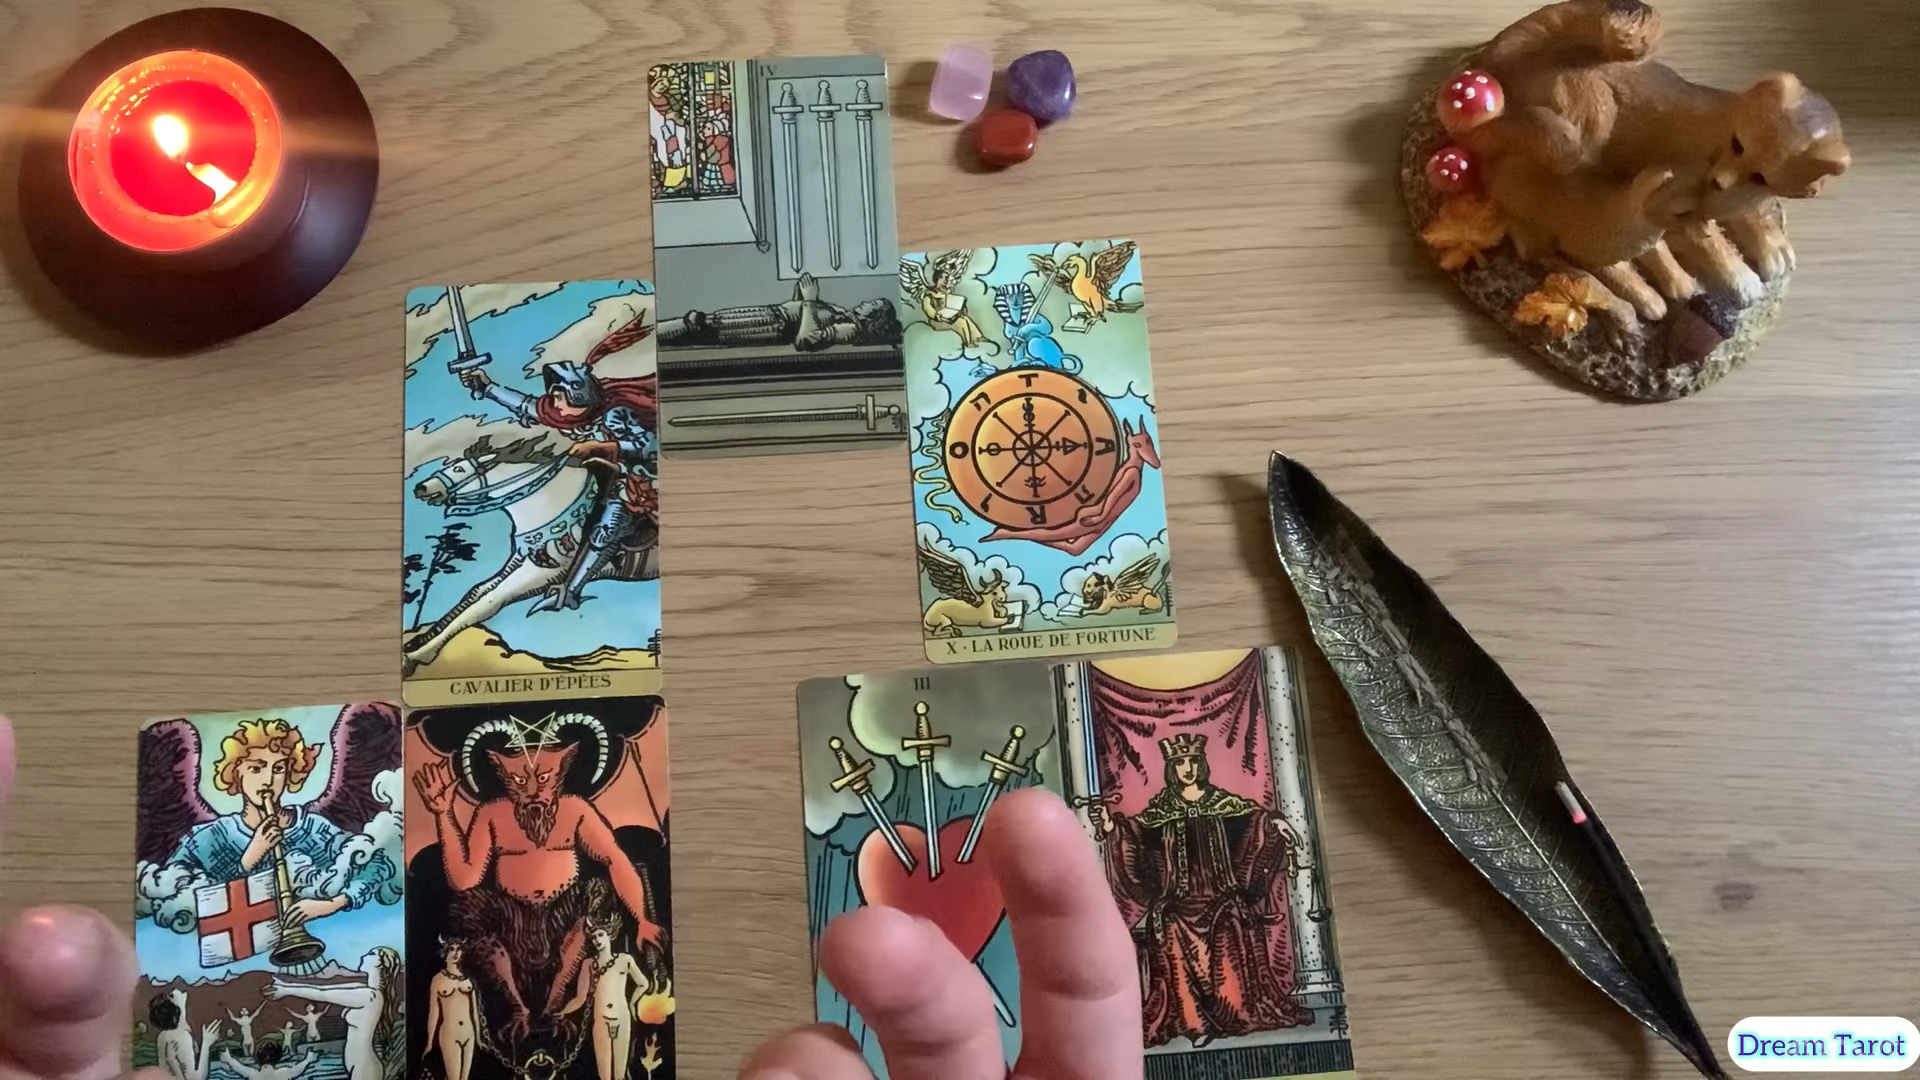 IV
CAVALIER D'ÉPÉES
X · LA ROUE DE FORTUNE
III
Dream Tarot